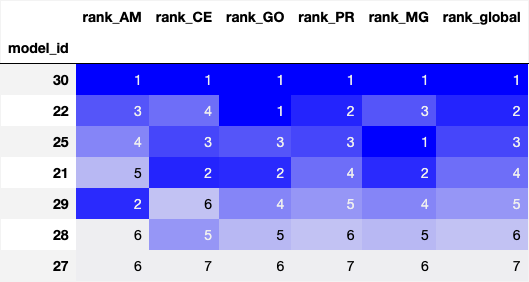 rank_AM rank_CE rank_GO rank_PR rank_MG rank_global
model_id
30 1 1 1 1 1 1
22 3 4 1 2 3 2
25 4 3 3 3 1 3
21 5 2 2 4 2 4
29 2 6 4 5 4 5
28 6 5 5 6 5 6
27 6 7 6 7 6 7